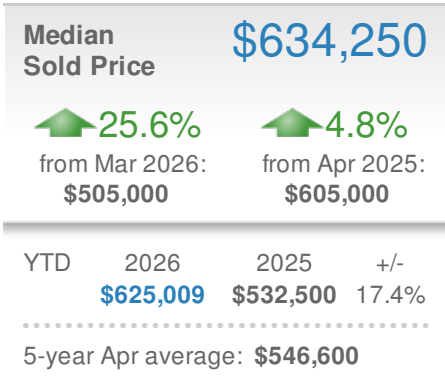 Median
Sold Price
$634,250
25.6%
from Mar 2026:
$505,000
4.8%
from Apr 2025:
$605,000
YTD 2026 2025 +/-
$625,009 $532,500 17.4%
5-year Apr average: $546,600